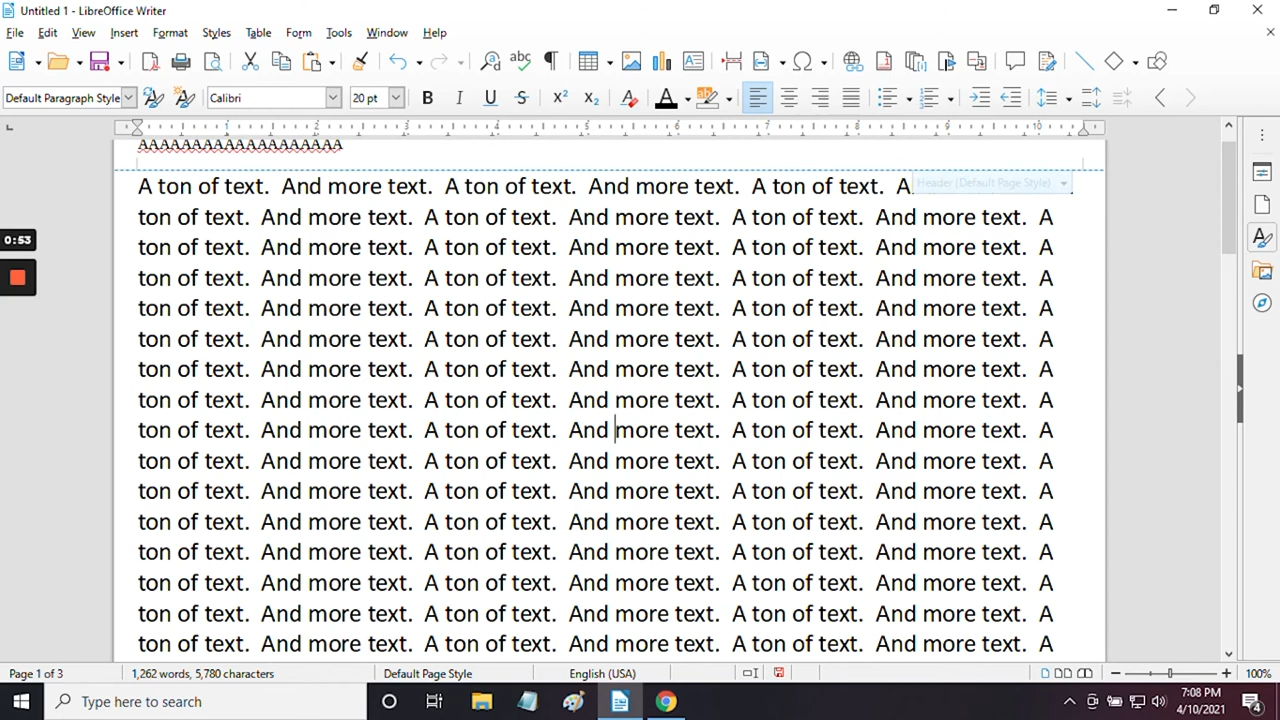 Untitled 1 - LibreOffice Writer
File Edit View Insert Format Styles Table Form Tools Window Help
Default Paragraph Style Calibri 20 pt
1 2 3 4 5 6 7 8 9 10
AAAAAAAAAAAAAAAAAAA
Header (Default Page Style)
A ton of text.  And more text.  A ton of text.  And more text.  A ton of text.  A
ton of text.  And more text.  A ton of text.  And more text.  A ton of text.  And more text.  A
ton of text.  And more text.  A ton of text.  And more text.  A ton of text.  And more text.  A
0:53
ton of text.  And more text.  A ton of text.  And more text.  A ton of text.  And more text.  A
ton of text.  And more text.  A ton of text.  And more text.  A ton of text.  And more text.  A
ton of text.  And more text.  A ton of text.  And more text.  A ton of text.  And more text.  A
ton of text.  And more text.  A ton of text.  And more text.  A ton of text.  And more text.  A
ton of text.  And more text.  A ton of text.  And more text.  A ton of text.  And more text.  A
ton of text.  And more text.  A ton of text.  And more text.  A ton of text.  And more text.  A
ton of text.  And more text.  A ton of text.  And more text.  A ton of text.  And more text.  A
ton of text.  And more text.  A ton of text.  And more text.  A ton of text.  And more text.  A
ton of text.  And more text.  A ton of text.  And more text.  A ton of text.  And more text.  A
ton of text.  And more text.  A ton of text.  And more text.  A ton of text.  And more text.  A
ton of text.  And more text.  A ton of text.  And more text.  A ton of text.  And more text.  A
ton of text.  And more text.  A ton of text.  And more text.  A ton of text.  And more text.  A
ton of text.  And more text.  A ton of text.  And more text.  A ton of text.  And more text.  A
Page 1 of 3 1,262 words, 5,780 characters Default Page Style English (USA) 100%
Type here to search
7:08 PM
4/10/2021
4